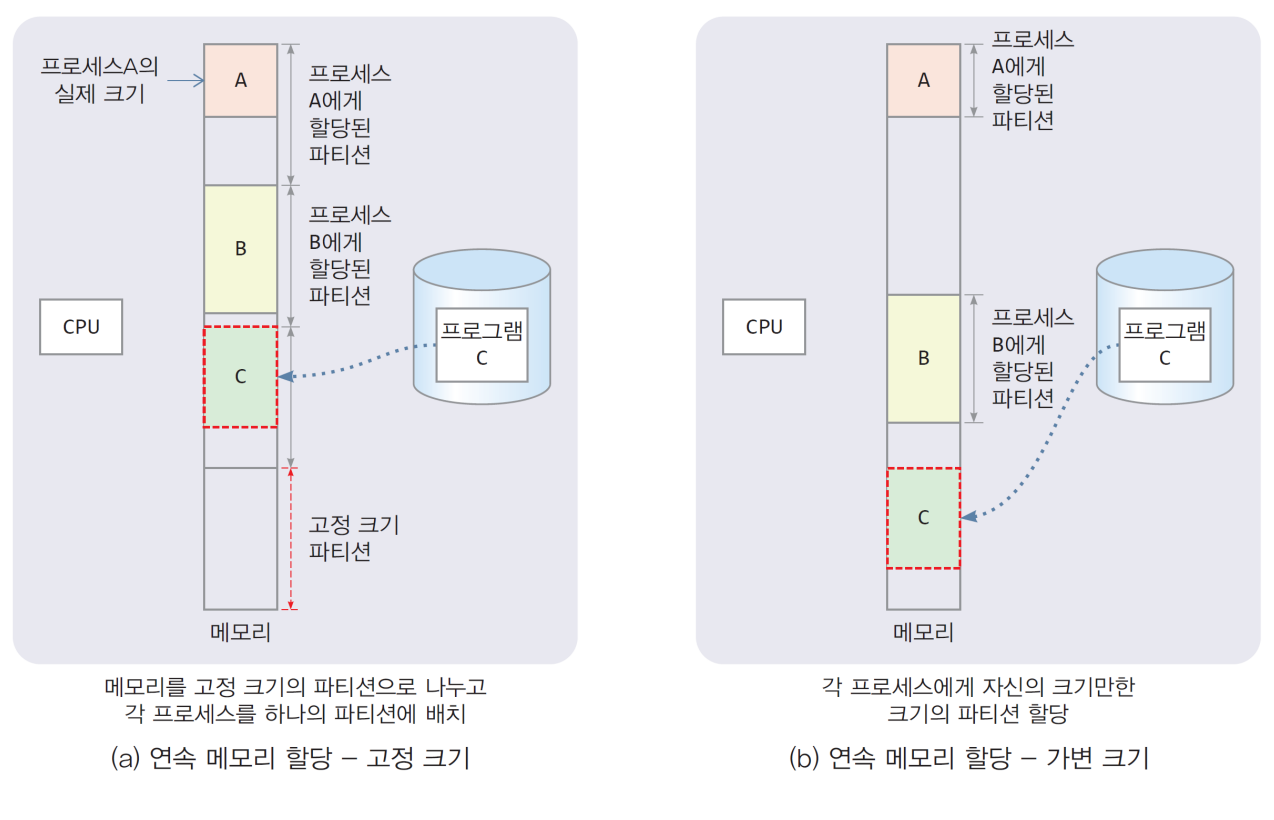 프로세스A의
실제 크기
A
프로세스
A에게
할당된
파티션
B
프로세스
B에게
할당된
파티션
CPU
C
프로그램
C
고정 크기
파티션
메모리
메모리를 고정 크기의 파티션으로 나누고
각 프로세스를 하나의 파티션에 배치
(a) 연속 메모리 할당 – 고정 크기
A
프로세스
A에게
할당된
파티션
CPU
B
프로세스
B에게
할당된
파티션
프로그램
C
C
메모리
각 프로세스에게 자신의 크기만한
크기의 파티션 할당
(b) 연속 메모리 할당 – 가변 크기